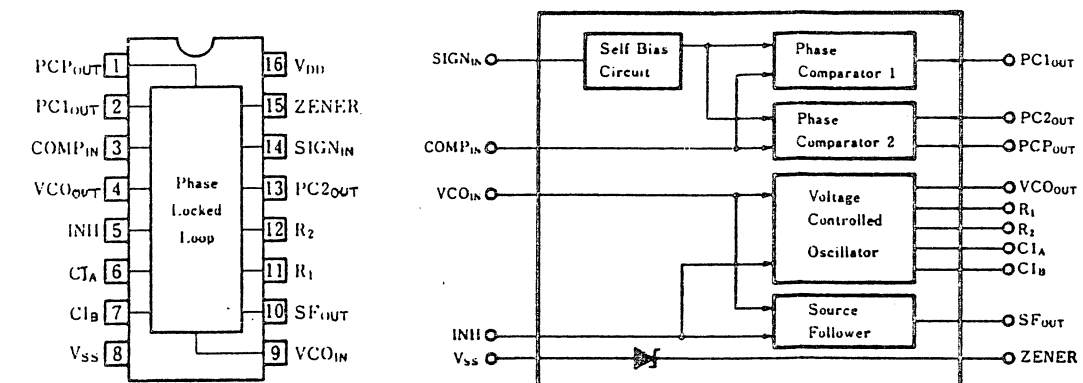 PCPOUT 1
PC1OUT 2
COMPIN 3
VCOOUT 4
INH 5
C1A 6
C1B 7
VSS 8
Phase
Locked
Loop
16 VDD
15 ZENER
14 SIGNIN
13 PC2OUT
12 R2
11 R1
10 SFOUT
9 VCOIN
SIGNIN
COMPIN
VCOIN
INH
VSS
Self Bias
Circuit
Phase
Comparator 1
Phase
Comparator 2
Voltage
Controlled
Oscillator
Source
Follower
PC1OUT
PC2OUT
PCPOUT
VCOOUT
R1
R2
C1A
C1B
SFOUT
ZENER